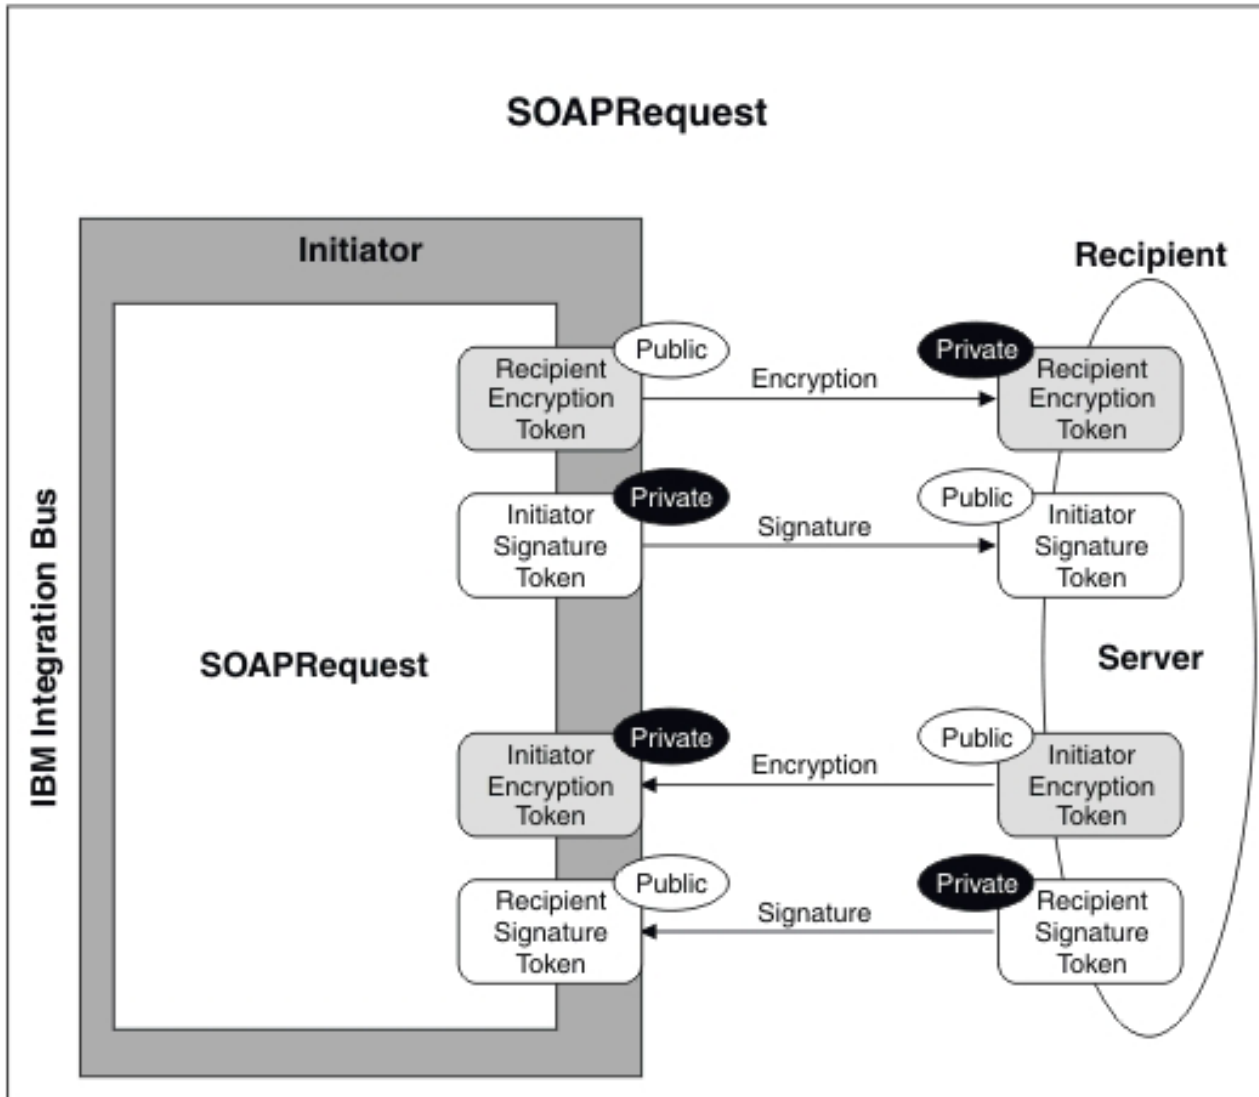 SOAPRequest
Initiator
Recipient
Public
Private
Recipient
Encryption
Token
Encryption
Recipient
Encryption
Token
Private
Public
Initiator
Signature
Token
Signature
Initiator
Signature
Token
IBM Integration Bus
SOAPRequest
Server
Private
Public
Initiator
Encryption
Token
Encryption
Initiator
Encryption
Token
Public
Private
Recipient
Signature
Token
Signature
Recipient
Signature
Token